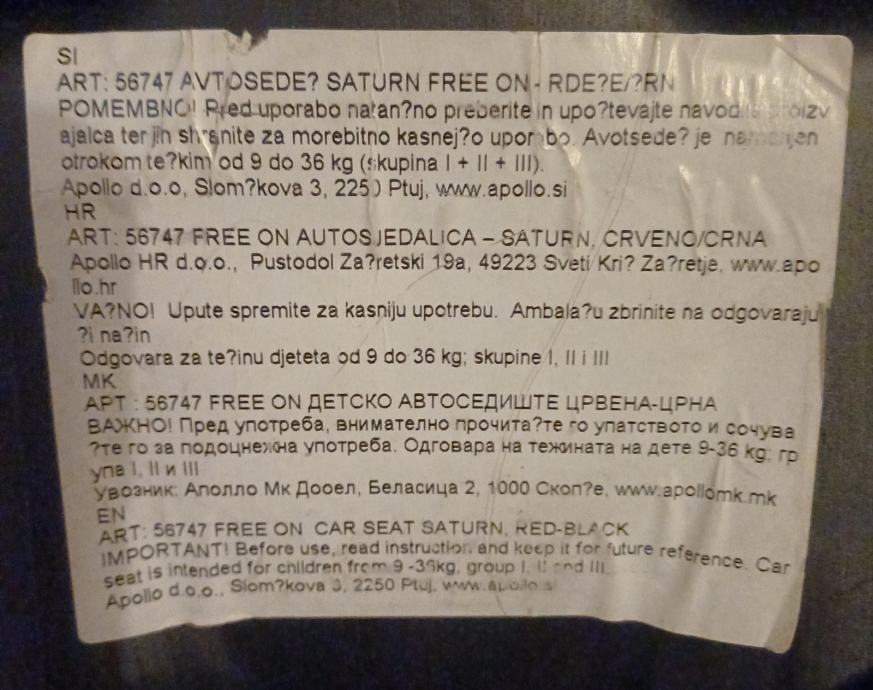 SI
ART: 56747 AVTOSEDE? SATURN FREE ON - RDE?E/?RN
POMEMBNO! Pred uporabo natan?no preberite in upo?tevajte
ajalca ter jih shranite za morebitno kasnej?o uporabo. Avotsede? je
otrokom te?kim od 9 do 36 kg (skupina I + II + III).
Apollo d.o.o, Slom?kova 3, 2250 Ptuj, www.apollo.si
HR
ART: 56747 FREE ON AUTOSJEDALICA – SATURN, CRVENO/CRNA
Apollo HR d.o.o., Pustodol Za?retski 19a, 49223 Sveti Kri? Za?retje, www.apo
llo.hr
VA?NO! Upute spremite za kasniju upotrebu. Ambala?u zbrinite na odgovaraju
?i na?in
Odgovara za te?inu djeteta od 9 do 36 kg; skupine I, II i III
MK
АРТ : 56747 FREE ON ДЕТСКО АВТОСЕДИШТЕ ЦРВЕНА-ЦРНА
ВАЖНО! Пред употреба, внимателно прочита?те го упатството и сочува
?те го за подоцнежна употреба. Одговара на тежината на дете 9-36 kg; гр
упа I, II и III
Увозник: Аполло Мк Дооел, Беласица 2, 1000 Скоп?е, www.apollomk.mk
EN
ART: 56747 FREE ON CAR SEAT SATURN, RED-BLACK
IMPORTANT! Before use, read instruction and keep it for future reference. Car
seat is intended for children from 9 -36kg, group I, II and III.
Apollo d.o.o., Slom?kova 3, 2250 Ptuj, www.apollo.si